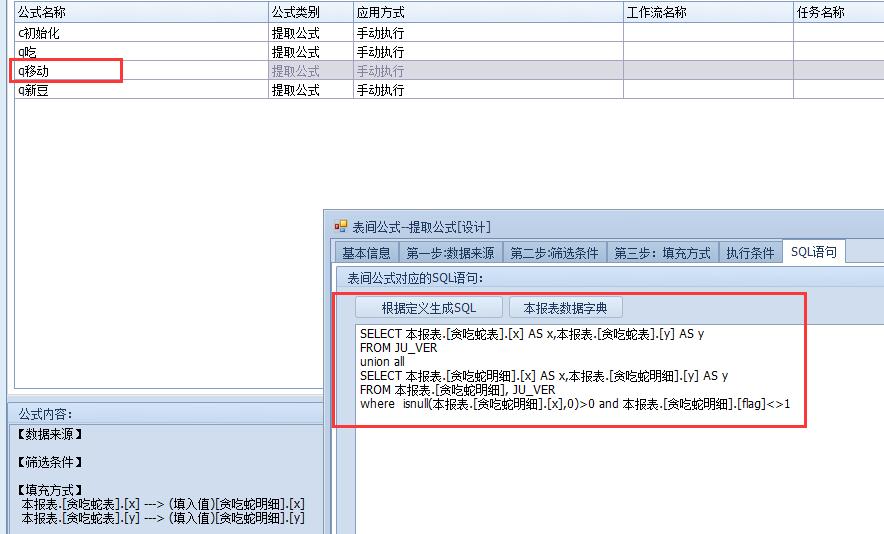 公式名称 公式类别 应用方式 工作流名称 任务名称
c初始化 提取公式 手动执行
q吃 提取公式 手动执行
q移动 提取公式 手动执行
q新豆 提取公式 手动执行
表间公式--提取公式[设计]
基本信息 第一步:数据来源 第二步:筛选条件 第三步：填充方式 执行条件 SQL语句
表间公式对应的SQL语句:
根据定义生成SQL 本报表数据字典
SELECT 本报表.[贪吃蛇表].[x] AS x,本报表.[贪吃蛇表].[y] AS y
FROM JU_VER
union all
SELECT 本报表.[贪吃蛇明细].[x] AS x,本报表.[贪吃蛇明细].[y] AS y
FROM 本报表.[贪吃蛇明细], JU_VER
where  isnull(本报表.[贪吃蛇明细].[x],0)>0 and 本报表.[贪吃蛇明细].[flag]<>1
公式内容：
【数据来源】
【筛选条件】
【填充方式】
本报表.[贪吃蛇表].[x] ---> (填入值)[贪吃蛇明细].[x]
本报表.[贪吃蛇表].[y] ---> (填入值)[贪吃蛇明细].[y]